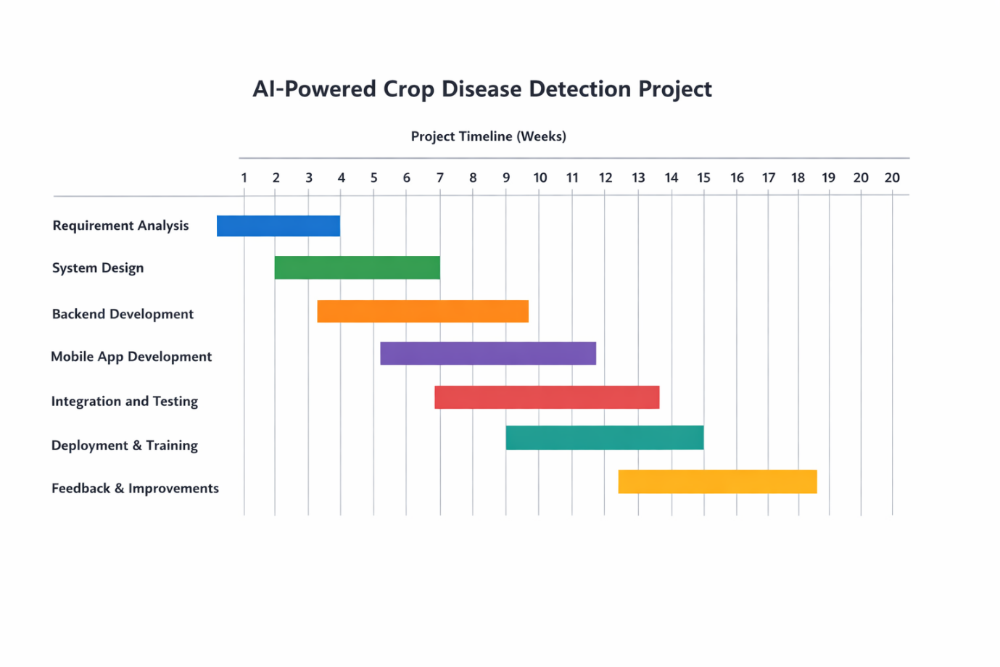 AI-Powered Crop Disease Detection Project
Project Timeline (Weeks)
1 2 3 4 5 6 7 8 9 10 11 12 13 14 15 16 17 18 19 20 20
Requirement Analysis
System Design
Backend Development
Mobile App Development
Integration and Testing
Deployment & Training
Feedback & Improvements